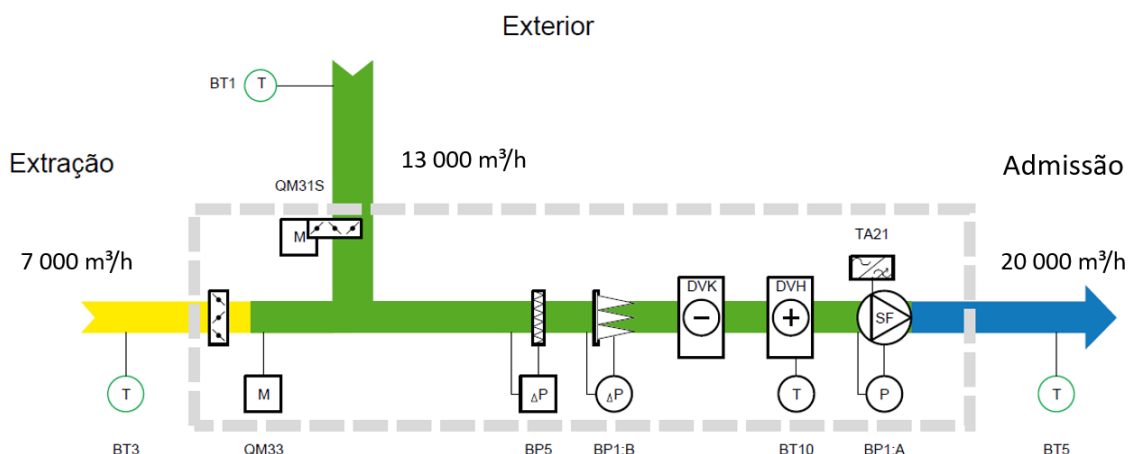 Exterior
BT1
T
13 000 m³/h
Extração
Admissão
QM31S
M
TA21
7 000 m³/h
20 000 m³/h
DVK
DVH
SF
T
M
ΔP
ΔP
T
P
T
BT3
QM33
BP5
BP1:B
BT10
BP1:A
BT5